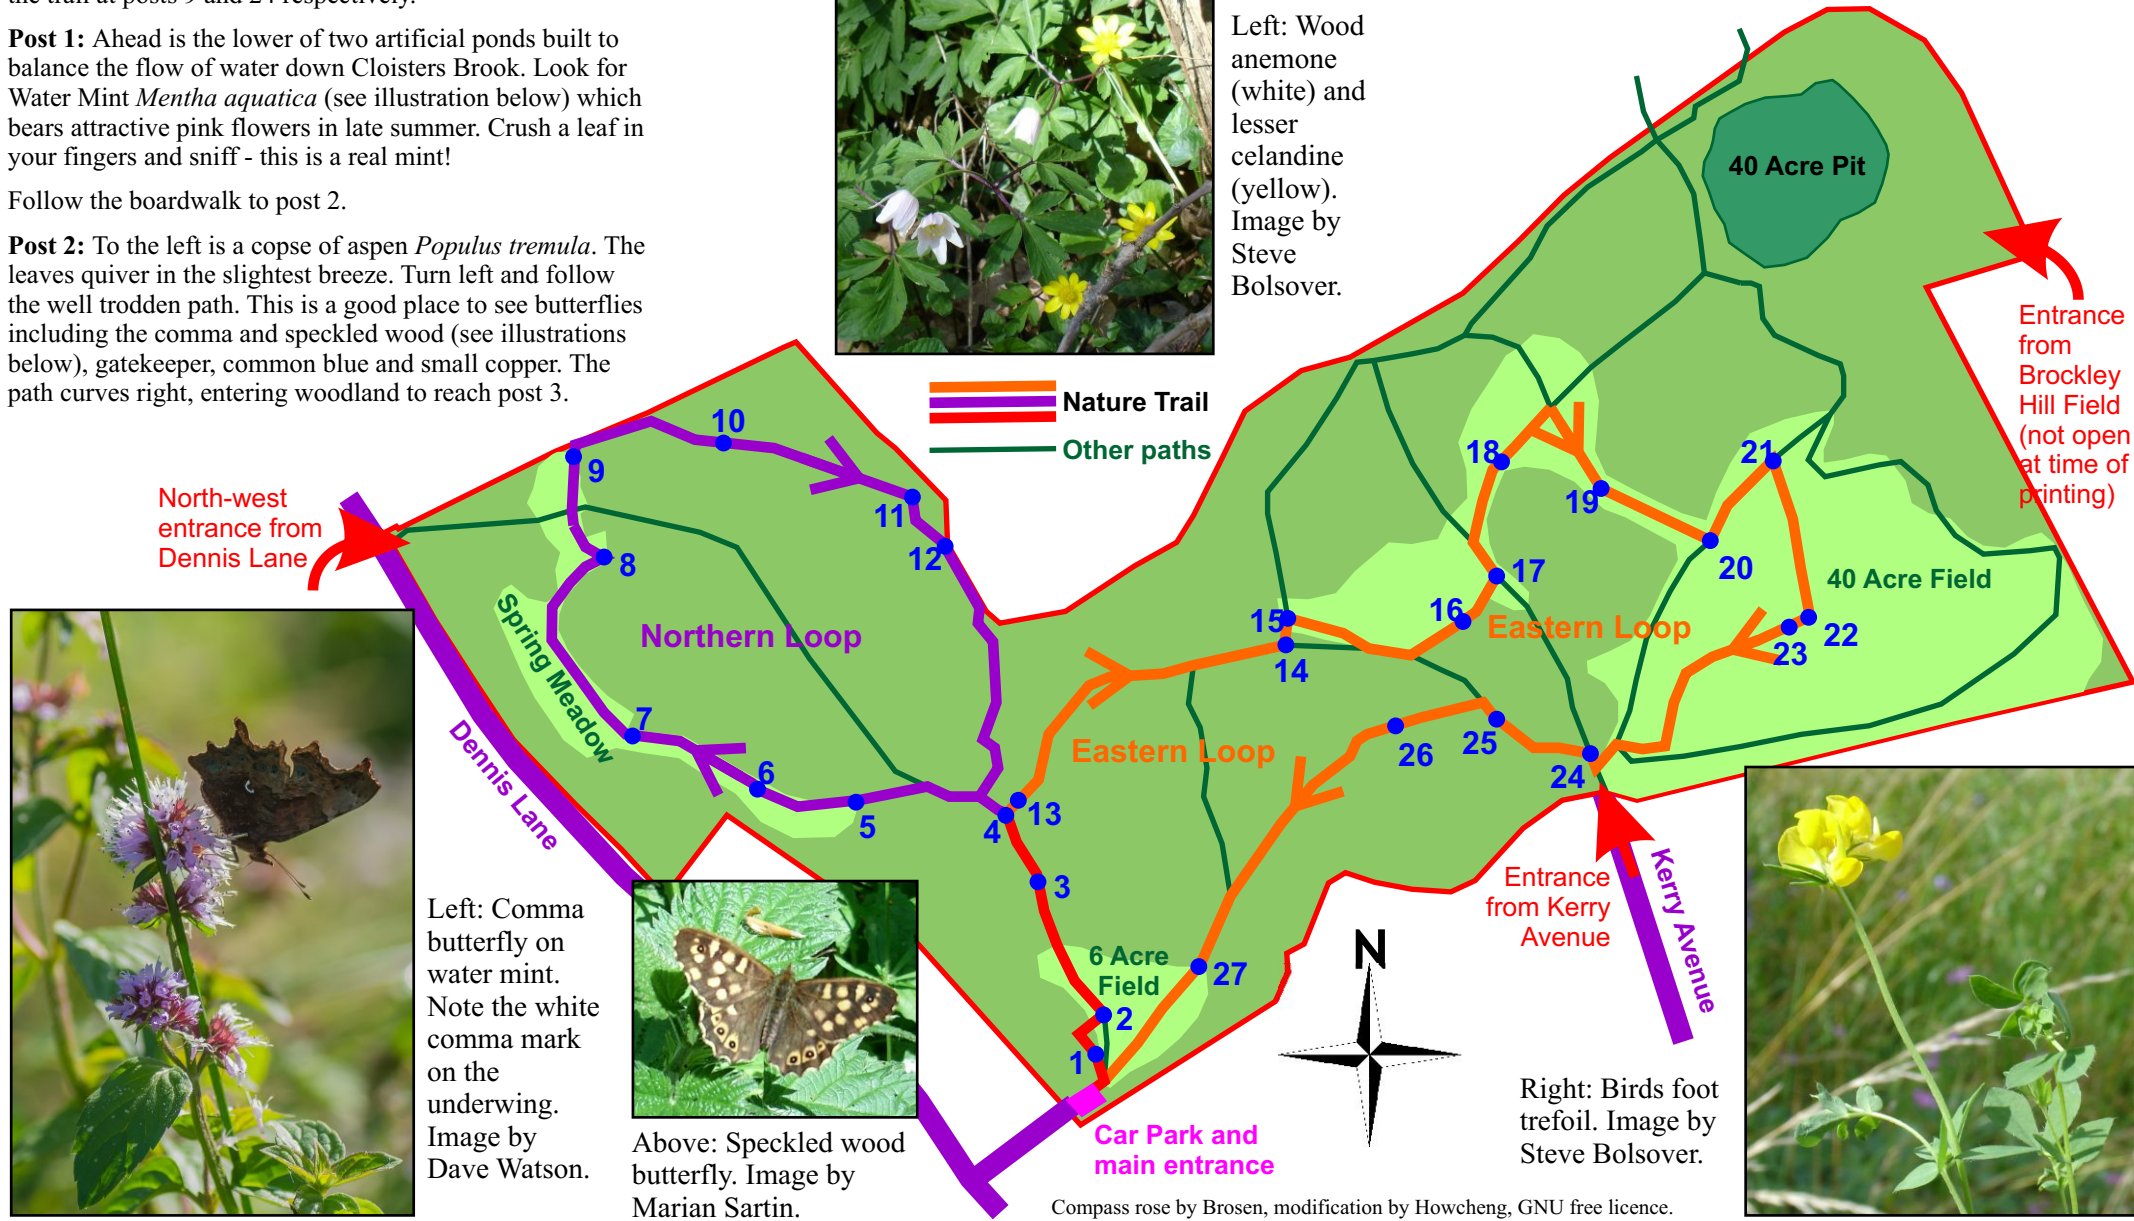 the trail at posts 9 and 24 respectively.
Post 1: Ahead is the lower of two artificial ponds built to
balance the flow of water down Cloisters Brook. Look for
Water Mint Mentha aquatica (see illustration below) which
bears attractive pink flowers in late summer. Crush a leaf in
your fingers and sniff - this is a real mint!
Follow the boardwalk to post 2.
Post 2: To the left is a copse of aspen Populus tremula. The
leaves quiver in the slightest breeze. Turn left and follow
the well trodden path. This is a good place to see butterflies
including the comma and speckled wood (see illustrations
below), gatekeeper, common blue and small copper. The
path curves right, entering woodland to reach post 3.
Left: Wood
anemone
(white) and
lesser
celandine
(yellow).
Image by
Steve
Bolsover.
Nature Trail
Other paths
40 Acre Pit
Entrance
from
Brockley
Hill Field
(not open
at time of
printing)
North-west
entrance from
Dennis Lane
10
9
11
12
8
18
21
19
20
17
40 Acre Field
Spring Meadow
Northern Loop
15
16
Eastern Loop
22
23
14
7
Dennis Lane
Eastern Loop
26
25
24
6
5
4
13
3
Entrance
from Kerry
Avenue
Kerry Avenue
6 Acre
Field
27
2
1
N
Car Park and
main entrance
Left: Comma
butterfly on
water mint.
Note the white
comma mark
on the
underwing.
Image by
Dave Watson.
Above: Speckled wood
butterfly. Image by
Marian Sartin.
Right: Birds foot
trefoil. Image by
Steve Bolsover.
Compass rose by Brosen, modification by Howcheng, GNU free licence.